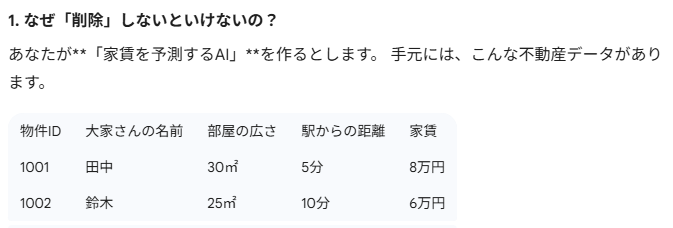 1. なぜ「削除」しないといけないの？
あなたが**「家賃を予測するAI」**を作るとします。 手元には、こんな不動産データがあり
ます。
物件ID 大家さんの名前 部屋の広さ 駅からの距離 家賃
1001 田中 30㎡ 5分 8万円
1002 鈴木 25㎡ 10分 6万円